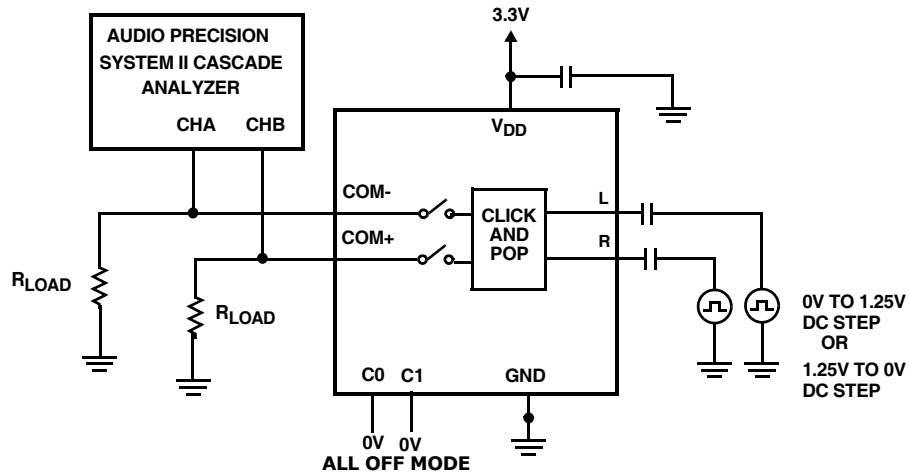 3.3V
AUDIO PRECISION
SYSTEM II CASCADE
ANALYZER
CHA CHB
VDD
COM-
COM+
CLICK
AND
POP
L
R
RLOAD
RLOAD
0V TO 1.25V
DC STEP
OR
1.25V TO 0V
DC STEP
C0 C1 GND
0V 0V
ALL OFF MODE